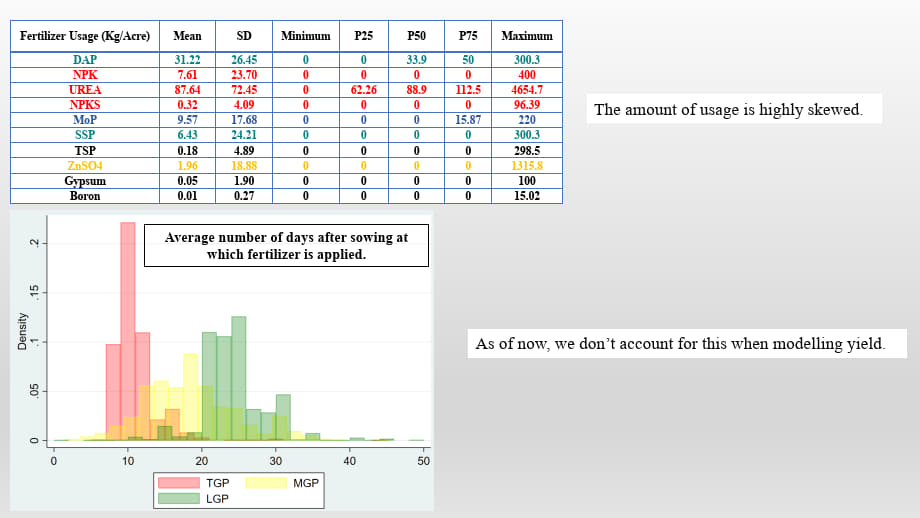 Fertilizer Usage (Kg/Acre) Mean SD Minimum P25 P50 P75 Maximum
DAP 31.22 26.45 0 0 33.9 50 300.3
NPK 7.61 23.70 0 0 0 0 400
UREA 87.64 72.45 0 62.26 88.9 112.5 4654.7
NPKS 0.32 4.09 0 0 0 0 96.39
MoP 9.57 17.68 0 0 0 15.87 220
SSP 6.43 24.21 0 0 0 0 300.3
TSP 0.18 4.89 0 0 0 0 298.5
ZnSO4 1.96 18.88 0 0 0 0 1315.8
Gypsum 0.05 1.90 0 0 0 0 100
Boron 0.01 0.27 0 0 0 0 15.02
The amount of usage is highly skewed.
Average number of days after sowing at
which fertilizer is applied.
Density
.2
.15
.1
.05
0
0 10 20 30 40 50
TGP MGP
LGP
As of now, we don’t account for this when modelling yield.